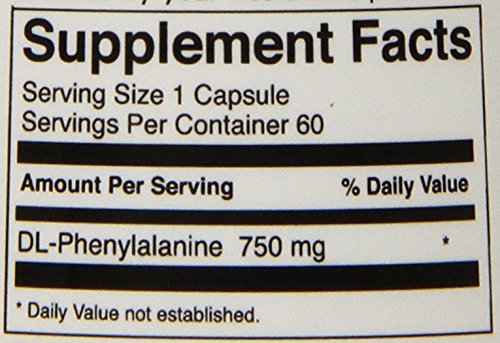 Supplement Facts
Serving Size 1 Capsule
Servings Per Container 60
Amount Per Serving % Daily Value
DL-Phenylalanine 750 mg *
* Daily Value not established.